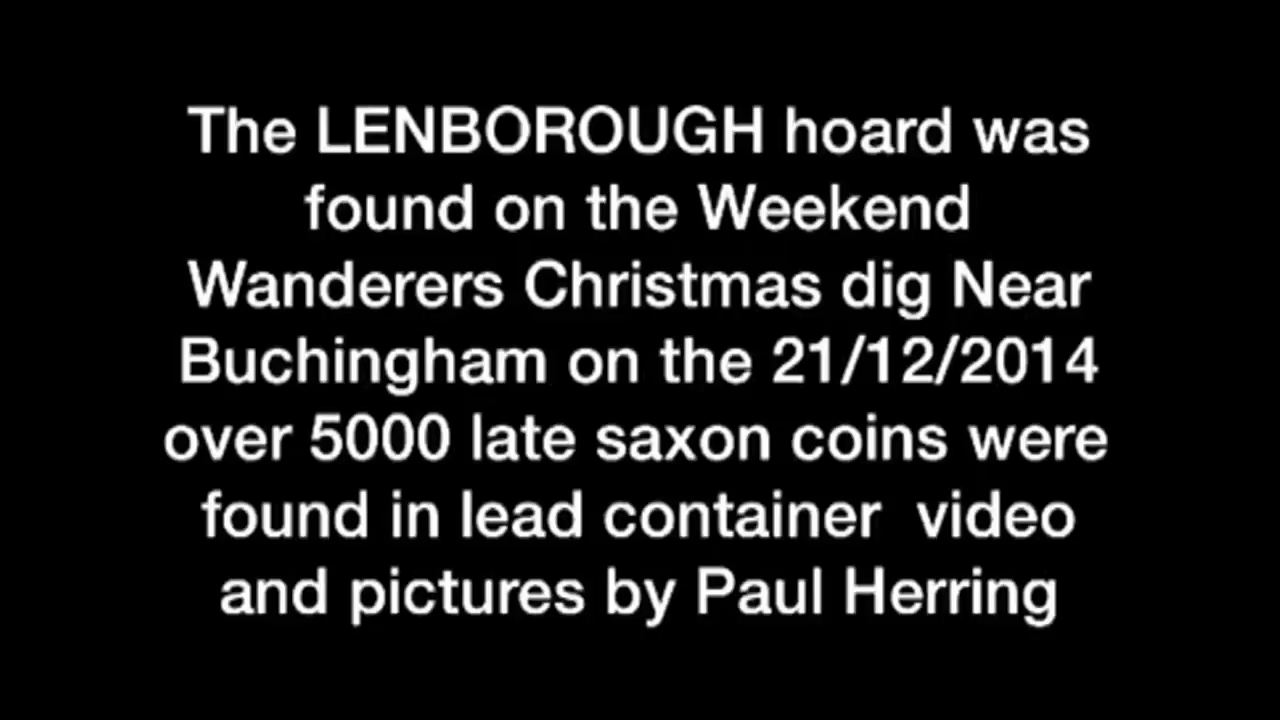 The LENBOROUGH hoard was
found on the Weekend
Wanderers Christmas dig Near
Buchingham on the 21/12/2014
over 5000 late saxon coins were
found in lead container  video
and pictures by Paul Herring